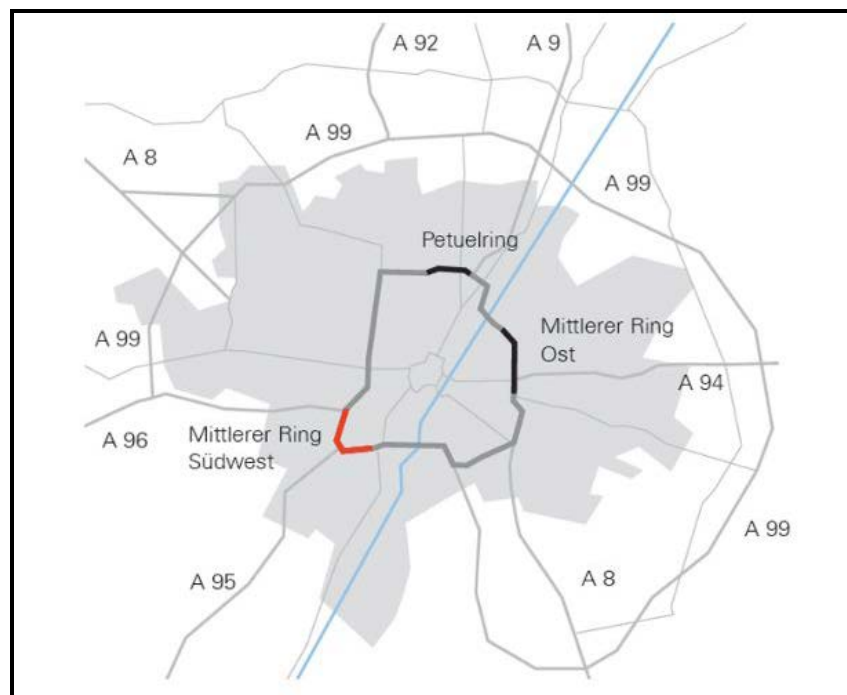 A 92
A 9
A 99
A 8
A 99
Petuelring
Mittlerer Ring
Ost
A 99
A 94
A 96
Mittlerer Ring
Südwest
A 99
A 95
A 8